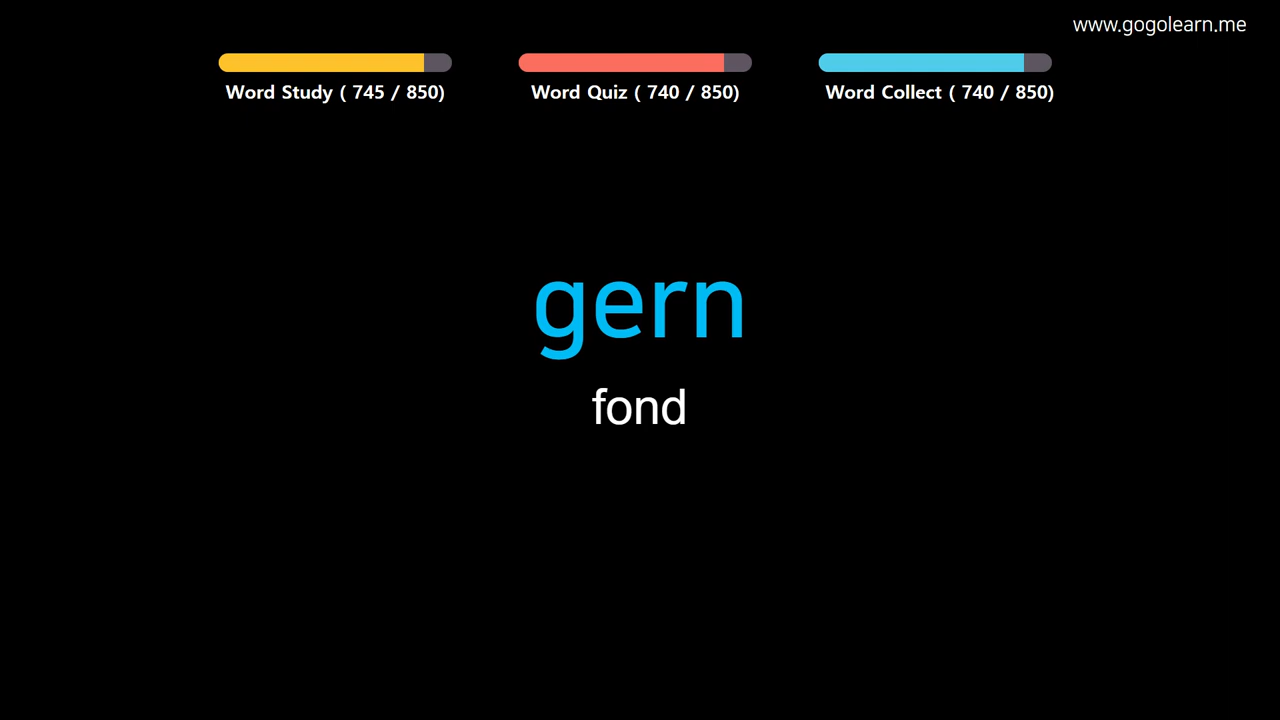 www.gogolearn.me
Word Study ( 745 / 850)
Word Quiz ( 740 / 850)
Word Collect ( 740 / 850)
gern
fond